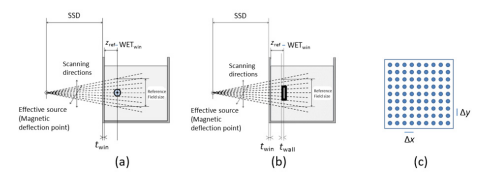 SSD
z_ref - WET_win
Scanning
directions
Reference
Field size
Effective source
(Magnetic
deflection point)
t_win
(a)
SSD
z_ref - WET_win
Scanning
directions
Reference
Field size
Effective source
(Magnetic
deflection point)
t_win
t_wall
(b)
Δy
Δx
(c)